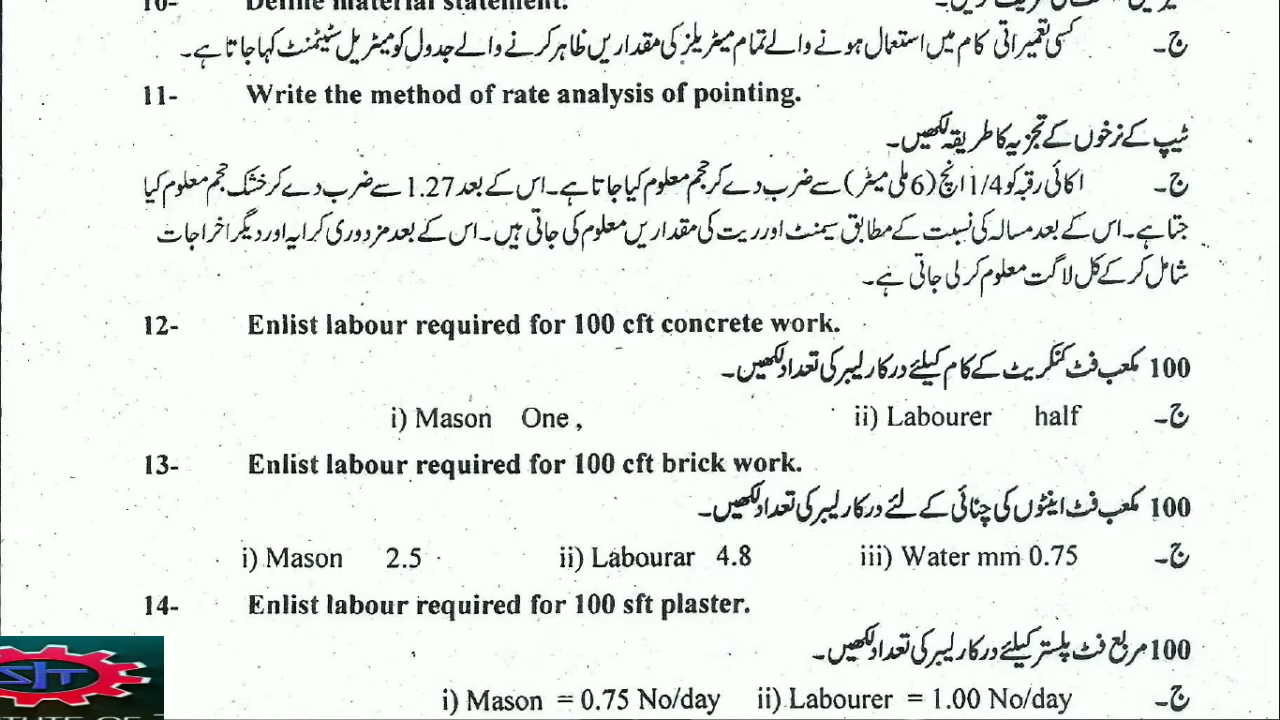 10- Define material statement.
ج۔ کسی تعمیراتی کام میں استعمال ہونے والے تمام میٹریلز کی مقداریں ظاہر کرنے والے جدول کو میٹریل سٹیٹمنٹ کہا جاتا ہے۔
11- Write the method of rate analysis of pointing.
ٹیپ کے نرخوں کے تجزیہ کا طریقہ لکھیں۔
ج۔ اکائی رقبہ کو 1/4 انچ (6 ملی میٹر) سے ضرب دے کر حجم معلوم کیا جاتا ہے۔ اس کے بعد 1.27 سے ضرب دے کر خشک حجم معلوم کیا
جتا ہے۔ اس کے بعد مسالہ کی نسبت کے مطابق سیمنٹ اور ریت کی مقداریں معلوم کی جاتی ہیں۔ اس کے بعد مزدوری کرایہ اور دیگر اخراجات
شامل کر کے کل لاگت معلوم کر لی جاتی ہے۔
12- Enlist labour required for 100 cft concrete work.
100 مکعب فٹ کنکریٹ کے کام کیلئے درکار لیبر کی تعداد لکھیں۔
i) Mason One , ii) Labourer half ج۔
13- Enlist labour required for 100 cft brick work.
100 مکعب فٹ اینٹوں کی چنائی کے لئے درکار لیبر کی تعداد لکھیں۔
i) Mason 2.5 ii) Labourar 4.8 iii) Water mm 0.75 ج۔
14- Enlist labour required for 100 sft plaster.
100 مربع فٹ پلستر کیلئے درکار لیبر کی تعداد لکھیں۔
i) Mason = 0.75 No/day ii) Labourer = 1.00 No/day ج۔